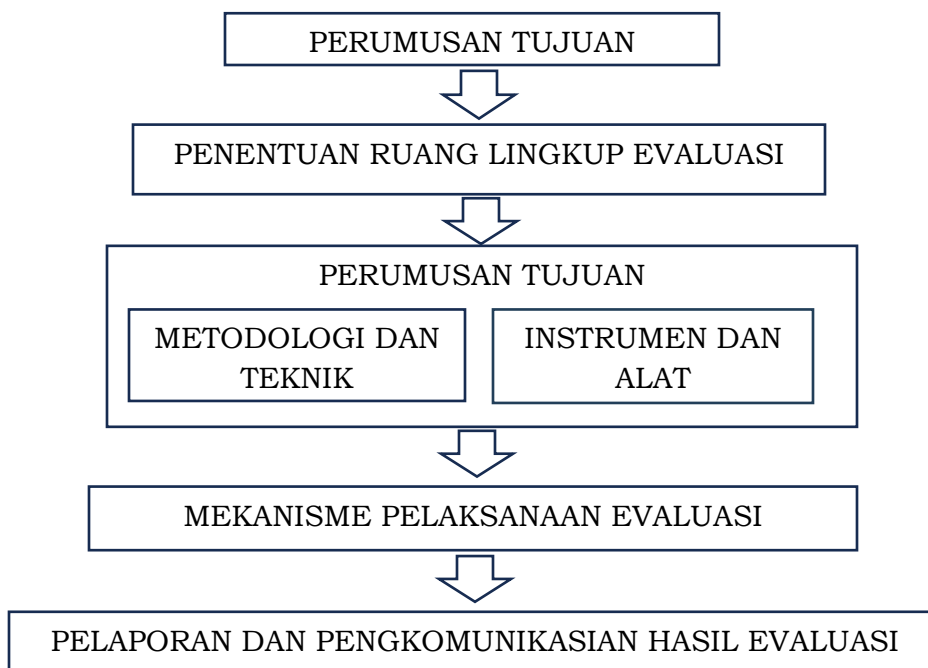 PERUMUSAN TUJUAN
PENENTUAN RUANG LINGKUP EVALUASI
PERUMUSAN TUJUAN
METODOLOGI DAN
TEKNIK
INSTRUMEN DAN
ALAT
MEKANISME PELAKSANAAN EVALUASI
PELAPORAN DAN PENGKOMUNIKASIAN HASIL EVALUASI